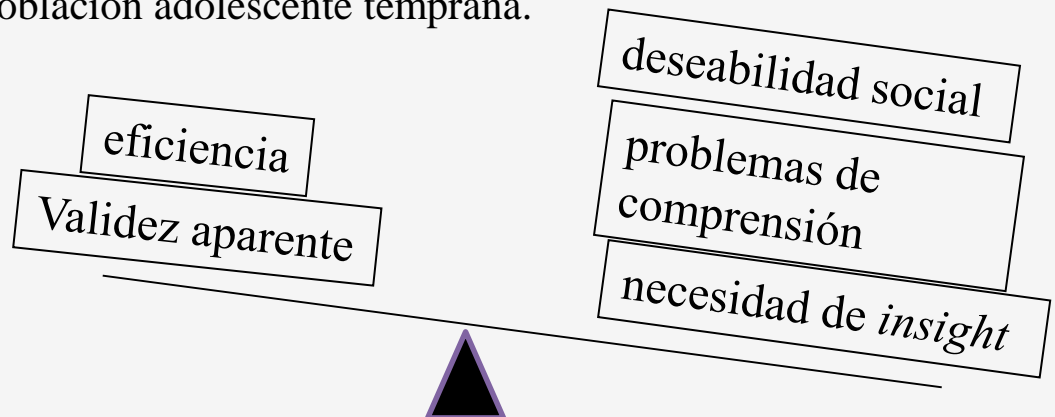 oblación adolescente temprana.
eficiencia
Validez aparente
deseabilidad social
problemas de
comprensión
necesidad de insight